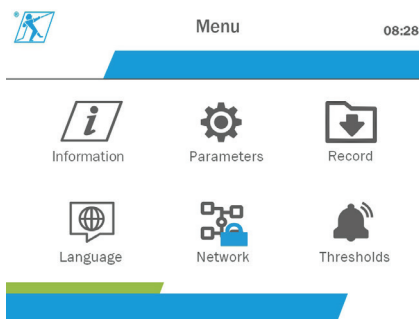 Menu
08:28
Information
Parameters
Record
Language
Network
Thresholds